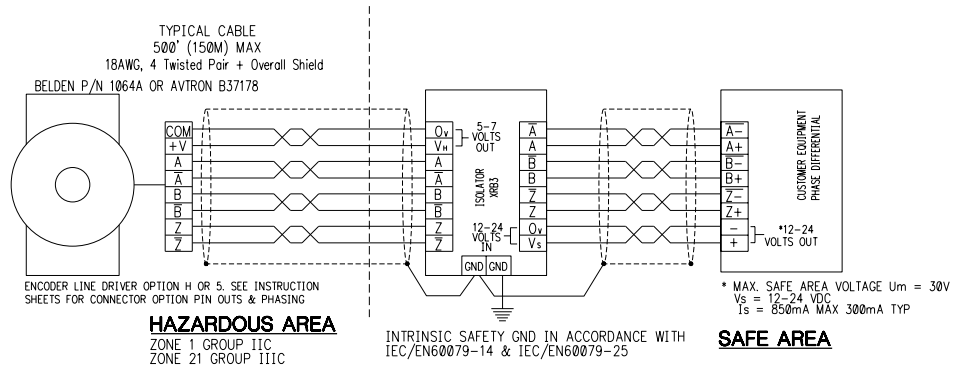 TYPICAL CABLE
500' (150M) MAX
18AWG, 4 Twisted Pair + Overall Shield
BELDEN P/N 1064A OR AVTRON B37178
COM
+V
A
A̅
B
B̅
Z
Z̅
0v
VH
A
A̅
B
B̅
Z
Z̅
5-7
VOLTS
OUT
ISOLATOR
XRB3
12-24
VOLTS
IN
A̅
A
B̅
B
Z̅
Z
0v
Vs
GND GND
A̅-
A+
B̅-
B+
Z̅-
Z+
-
+
CUSTOMER EQUIPMENT
PHASE DIFFERENTIAL
*12-24
VOLTS OUT
ENCODER LINE DRIVER OPTION H OR 5. SEE INSTRUCTION
SHEETS FOR CONNECTOR OPTION PIN OUTS & PHASING
HAZARDOUS AREA
ZONE 1 GROUP IIC
ZONE 21 GROUP IIIC
INTRINSIC SAFETY GND IN ACCORDANCE WITH
IEC/EN60079-14 & IEC/EN60079-25
* MAX. SAFE AREA VOLTAGE Um = 30V
Vs = 12-24 VDC
Is = 850mA MAX 300mA TYP
SAFE AREA